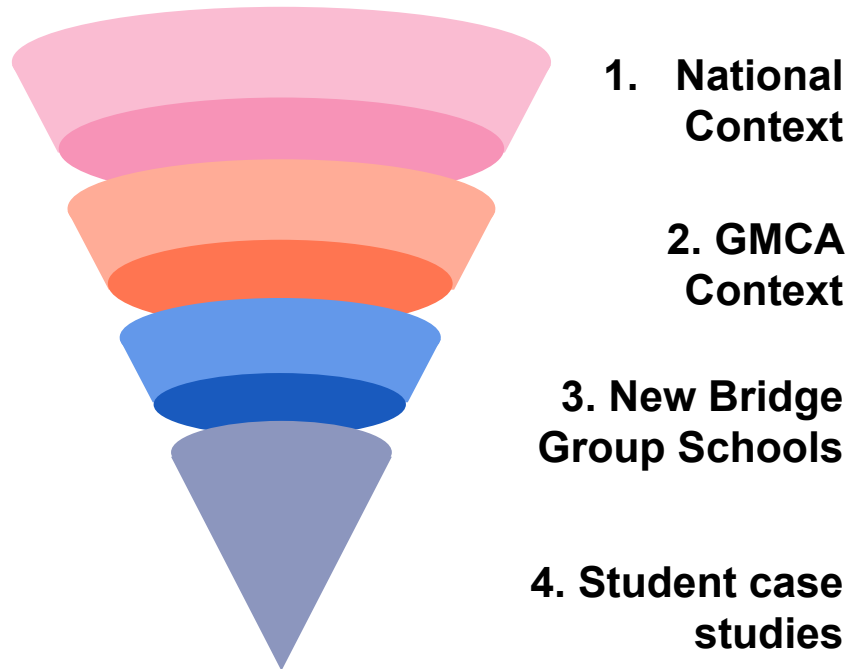 1. National
Context
2. GMCA
Context
3. New Bridge
Group Schools
4. Student case
studies